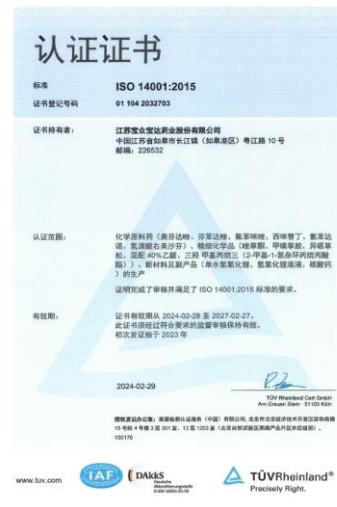 认证证书
标准 ISO 14001:2015
证书登记号码 01 104 2032703
证书持有者： 江苏宝众宝达药业股份有限公司
中国江苏省如皋市长江镇（如皋港区）粤江路 10 号
邮编：226532
认证范围： 化学原料药（奥芬达唑、芬苯达唑、氟苯咪唑、西咪替丁、氯苯达
诺、氢溴酸右美沙芬）、精细化学品（唑草酮、甲磺草胺、异噁草
松、混配 40%乙醇、三羟甲基丙烷三（2-甲基-1-氮杂环丙烷丙酸
酯））、新材料及副产品（单水氢氧化锂、氢氧化锂溶液、碳酸钙
）的生产
证明完成了审核并满足了 ISO 14001:2015 标准的要求。
有效期： 证书有效期从 2024-02-28 至 2027-02-27。
此证书须经过符合要求的监督审核保持有效。
初次发证始于 2023 年
2024-02-29
TÜV Rheinland Cert GmbH
Am Grauen Stein · 51105 Köln
100176
www.tuv.com
IAF
DAkkS
Deutsche
Akkreditierungsstelle
TÜVRheinland®
Precisely Right.